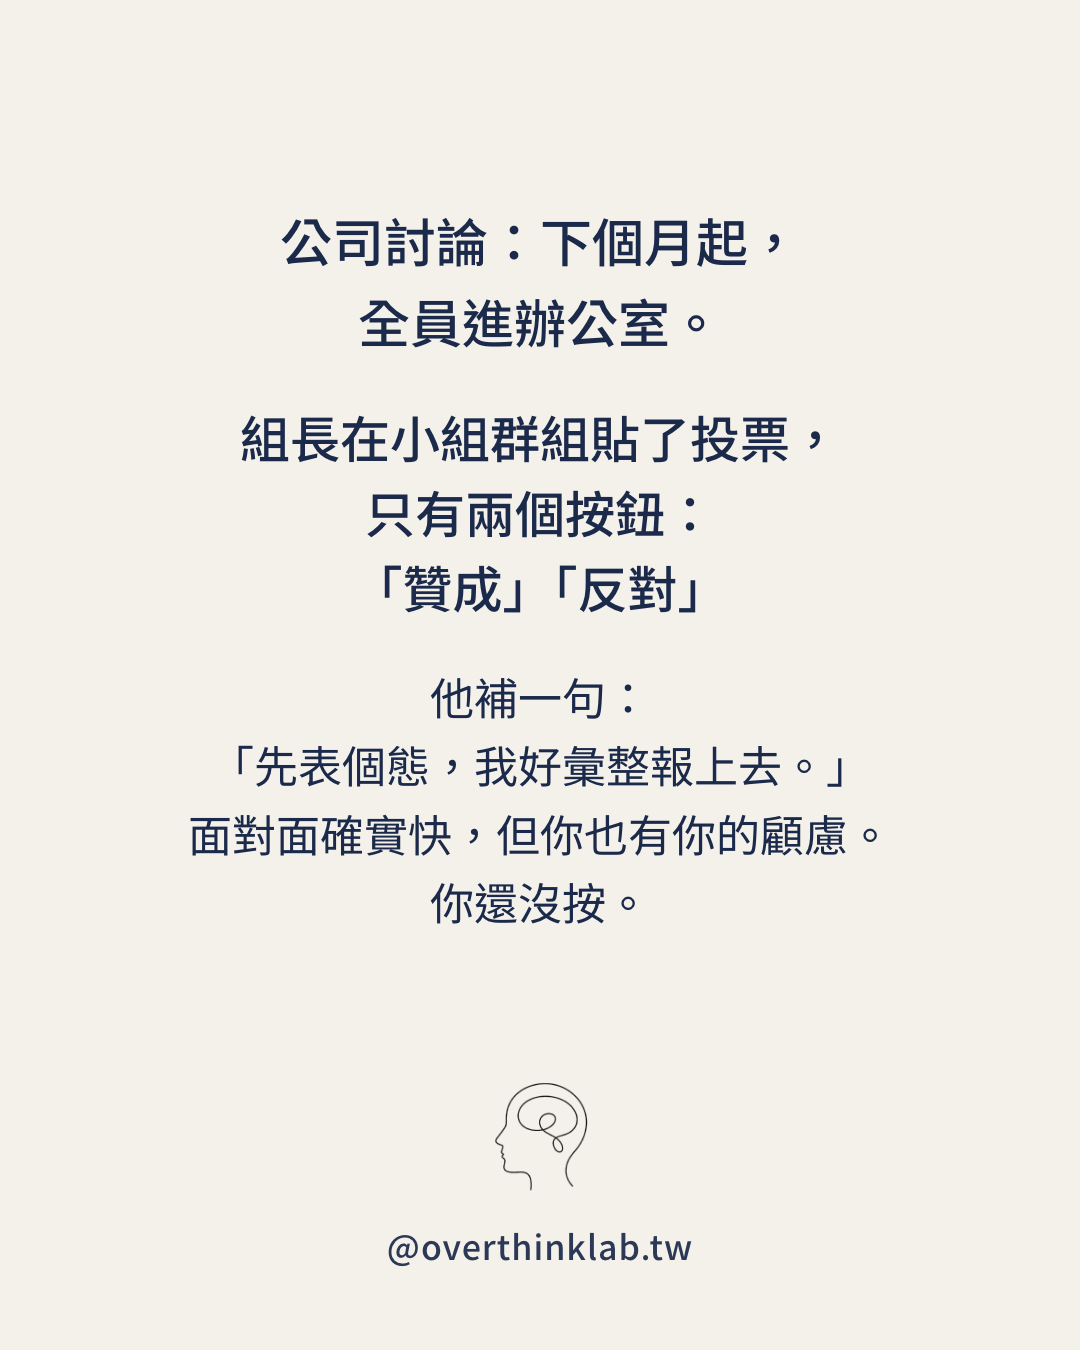 公司討論：下個月起，
全員進辦公室。
組長在小組群組貼了投票，
只有兩個按鈕：
「贊成」「反對」
他補一句：
「先表個態，我好彙整報上去。」
面對面確實快，但你也有你的顧慮。
你還沒按。
@overthinklab.tw